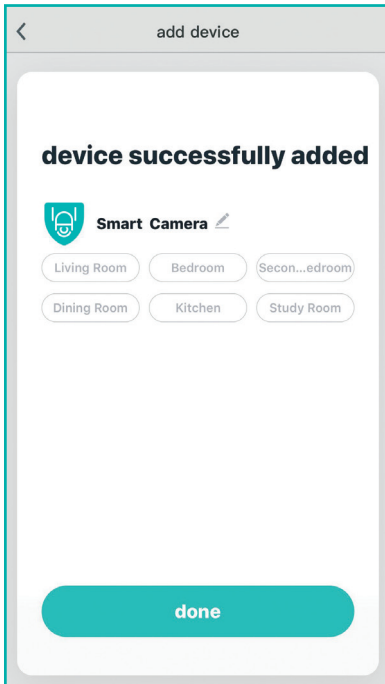 add device
device successfully added
Smart Camera
Living Room Bedroom Secon...edroom
Dining Room Kitchen Study Room
done